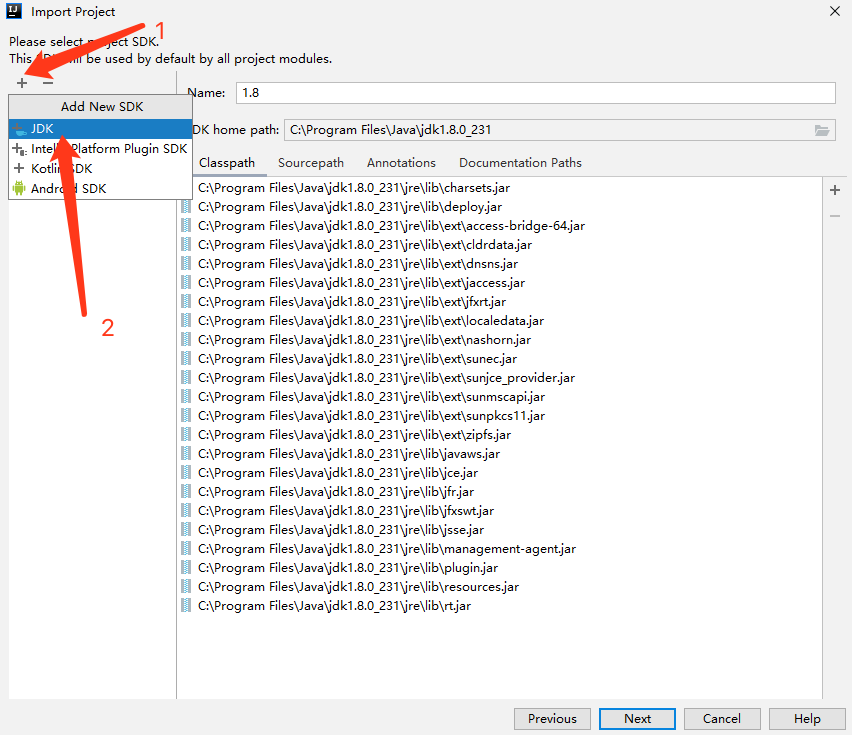 IJ
Import Project
1
Please select project SDK.
This SDK will be used by default by all project modules.
Name: 1.8
Add New SDK
JDK
IntelliJ Platform Plugin SDK
Kotlin SDK
Android SDK
2
DK home path: C:\Program Files\Java\jdk1.8.0_231
Classpath Sourcepath Annotations Documentation Paths
C:\Program Files\Java\jdk1.8.0_231\jre\lib\charsets.jar
C:\Program Files\Java\jdk1.8.0_231\jre\lib\deploy.jar
C:\Program Files\Java\jdk1.8.0_231\jre\lib\ext\access-bridge-64.jar
C:\Program Files\Java\jdk1.8.0_231\jre\lib\ext\cldrdata.jar
C:\Program Files\Java\jdk1.8.0_231\jre\lib\ext\dnsns.jar
C:\Program Files\Java\jdk1.8.0_231\jre\lib\ext\jaccess.jar
C:\Program Files\Java\jdk1.8.0_231\jre\lib\ext\jfxrt.jar
C:\Program Files\Java\jdk1.8.0_231\jre\lib\ext\localedata.jar
C:\Program Files\Java\jdk1.8.0_231\jre\lib\ext\nashorn.jar
C:\Program Files\Java\jdk1.8.0_231\jre\lib\ext\sunec.jar
C:\Program Files\Java\jdk1.8.0_231\jre\lib\ext\sunjce_provider.jar
C:\Program Files\Java\jdk1.8.0_231\jre\lib\ext\sunmscapi.jar
C:\Program Files\Java\jdk1.8.0_231\jre\lib\ext\sunpkcs11.jar
C:\Program Files\Java\jdk1.8.0_231\jre\lib\ext\zipfs.jar
C:\Program Files\Java\jdk1.8.0_231\jre\lib\javaws.jar
C:\Program Files\Java\jdk1.8.0_231\jre\lib\jce.jar
C:\Program Files\Java\jdk1.8.0_231\jre\lib\jfr.jar
C:\Program Files\Java\jdk1.8.0_231\jre\lib\jfxswt.jar
C:\Program Files\Java\jdk1.8.0_231\jre\lib\jsse.jar
C:\Program Files\Java\jdk1.8.0_231\jre\lib\management-agent.jar
C:\Program Files\Java\jdk1.8.0_231\jre\lib\plugin.jar
C:\Program Files\Java\jdk1.8.0_231\jre\lib\resources.jar
C:\Program Files\Java\jdk1.8.0_231\jre\lib\rt.jar
Previous Next Cancel Help